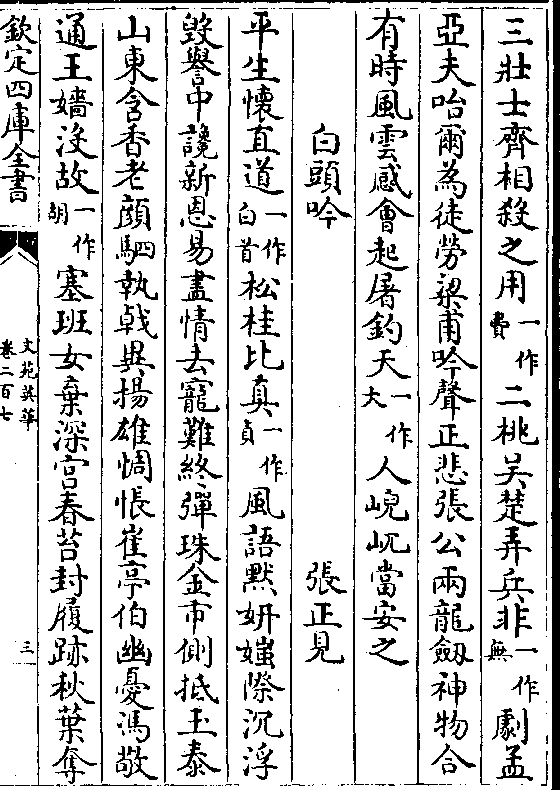 三壯士齊相殺之用一作費二桃吴楚弄兵非一作無劇孟
亞夫咍爾為徒勞梁甫吟聲正悲張公兩龍劒神物合
有時風雲感會起屠釣天一作大人𡸣屼當安之
白頭吟　張正見
平生懷直道一作白首松桂比真一作貞風語默妍媸際沉浮
毁譽中讒新恩易盡情去寵難終彈珠金市側抵玉泰
山東含香老顔駟執㦸異揚雄惆悵崔亭伯幽憂馮敬
通王嬙没故一作胡塞班女棄深宫春苔封履跡秋葉奪
欽定四庫全書
文苑英華
卷二百七
三